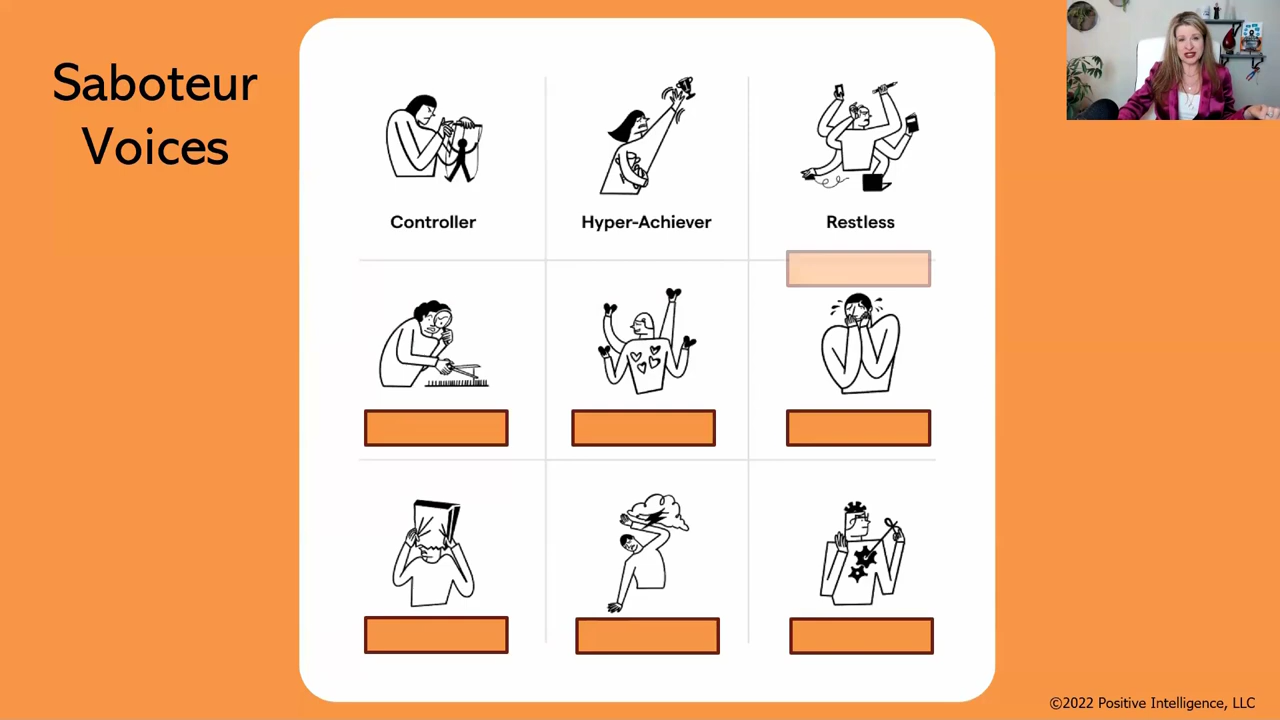 Saboteur
Voices
Controller
Hyper-Achiever
Restless
©2022 Positive Intelligence, LLC